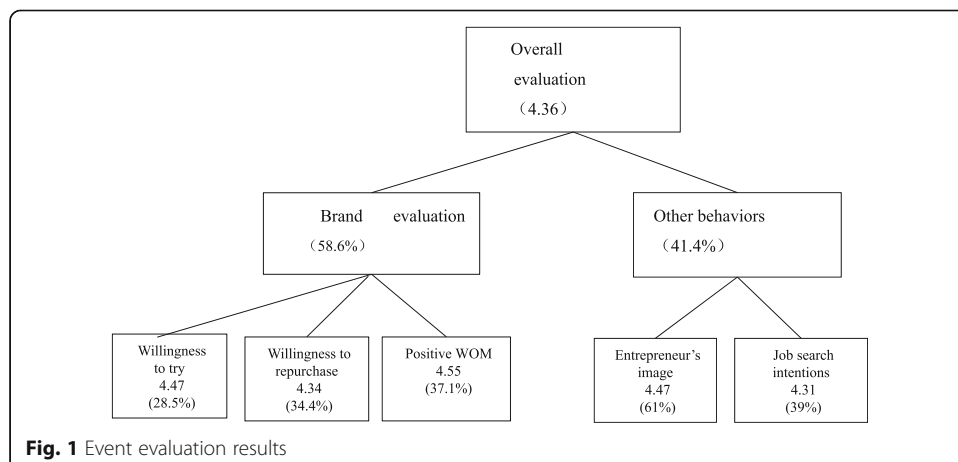 Overall
evaluation
（4.36）
Brand evaluation
（58.6%）
Other behaviors
（41.4%）
Willingness
to try
4.47
(28.5%)
Willingness to
repurchase
4.34
(34.4%)
Positive WOM
4.55
(37.1%)
Entrepreneur’s
image
4.47
(61%)
Job search
intentions
4.31
(39%)
Fig. 1 Event evaluation results